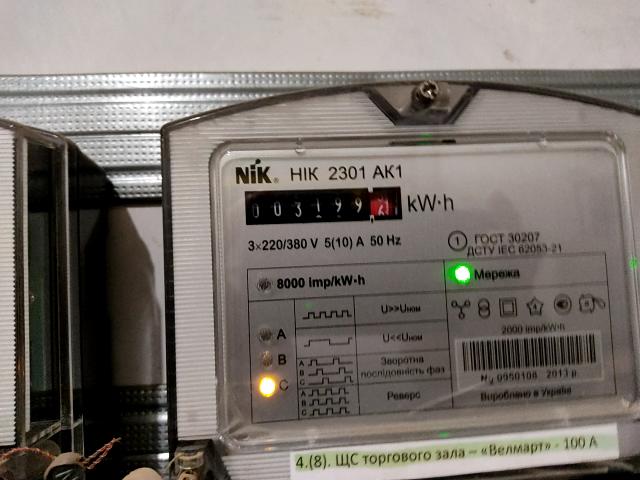 NiK® НІК 2301 АК1
003199 kW·h
3×220/380 V 5(10) A 50 Hz
1 ГОСТ 30207
ДСТУ IEC 62053-21
8000 imp/kW·h
Мережа
U>>Uном
A
U<<Uном
B
Зворотна
послідовність фаз
C
A
B
C
Реверс
A
B
C
2000 imp/kW·h
№ 0950108 2013 р.
Вироблено в Україні
4.(8). ЩС торгового зала – «Велмарт» - 100 А